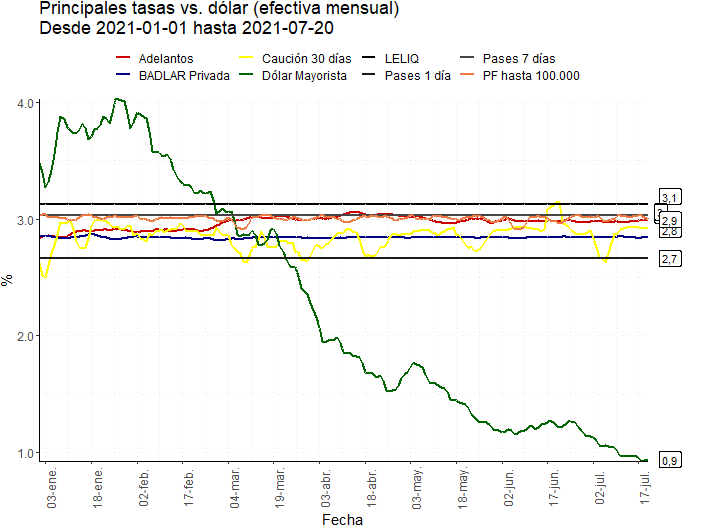 Principales tasas vs. dólar (efectiva mensual)
Desde 2021-01-01 hasta 2021-07-20
Adelantos Caución 30 días LELIQ Pases 7 días
BADLAR Privada Dólar Mayorista Pases 1 día PF hasta 100.000
4.0
3.0
2.0
1.0
%
3,1
2,9
2,8
2,7
0,9
03-ene. 18-ene. 02-feb. 17-feb. 04-mar. 19-mar. 03-abr. 18-abr. 03-may. 18-may. 02-jun. 17-jun. 02-jul. 17-jul.
Fecha